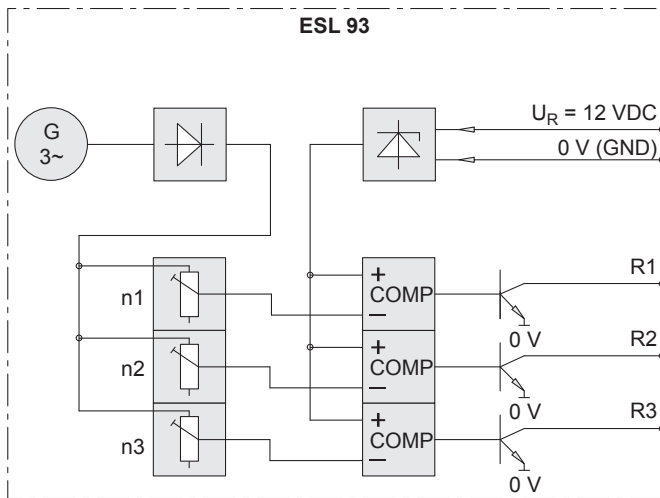 ESL 93
G
3~
U_R = 12 VDC
0 V (GND)
n1
+
COMP
−
R1
0 V
n2
+
COMP
−
R2
0 V
n3
+
COMP
−
R3
0 V